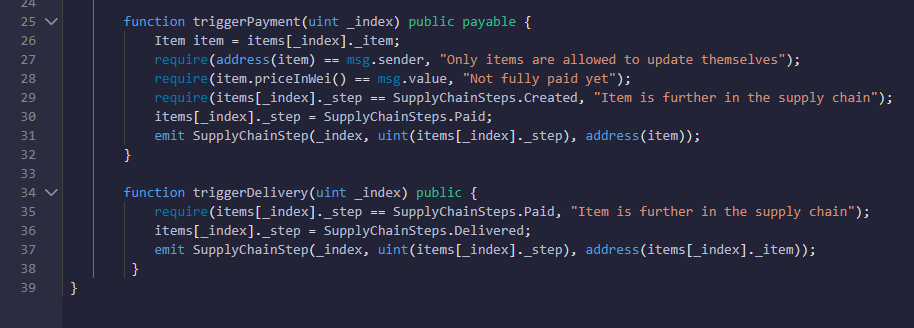 24
25 function triggerPayment(uint _index) public payable {
26 Item item = items[_index]._item;
27 require(address(item) == msg.sender, "Only items are allowed to update themselves");
28 require(item.priceInWei() == msg.value, "Not fully paid yet");
29 require(items[_index]._step == SupplyChainSteps.Created, "Item is further in the supply chain");
30 items[_index]._step = SupplyChainSteps.Paid;
31 emit SupplyChainStep(_index, uint(items[_index]._step), address(item));
32 }
33
34 function triggerDelivery(uint _index) public {
35 require(items[_index]._step == SupplyChainSteps.Paid, "Item is further in the supply chain");
36 items[_index]._step = SupplyChainSteps.Delivered;
37 emit SupplyChainStep(_index, uint(items[_index]._step), address(items[_index]._item));
38 }
39 }